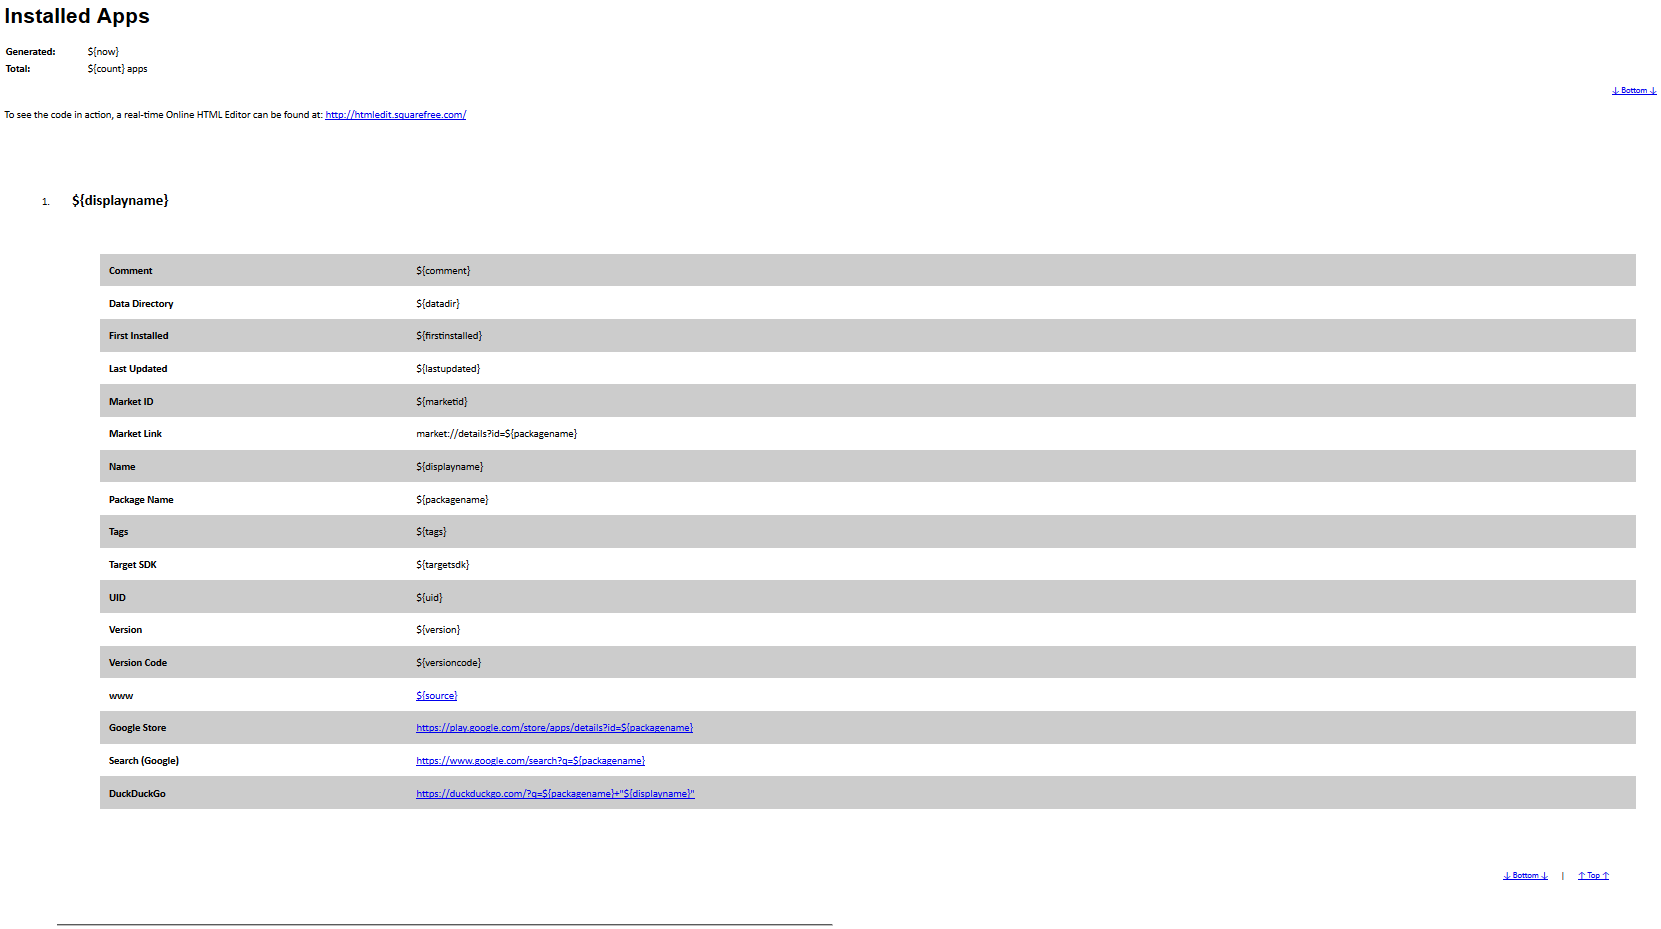 Installed Apps
Generated: ${now}
Total: ${count} apps
↓ Bottom ↓
To see the code in action, a real-time Online HTML Editor can be found at: http://htmledit.squarefree.com/
1. ${displayname}
Comment ${comment}
Data Directory ${datadir}
First Installed ${firstinstalled}
Last Updated ${lastupdated}
Market ID ${marketid}
Market Link market://details?id=${packagename}
Name ${displayname}
Package Name ${packagename}
Tags ${tags}
Target SDK ${targetsdk}
UID ${uid}
Version ${version}
Version Code ${versioncode}
www ${source}
Google Store https://play.google.com/store/apps/details?id=${packagename}
Search (Google) https://www.google.com/search?q=${packagename}
DuckDuckGo https://duckduckgo.com/?q=${packagename}+"${displayname}"
↓ Bottom ↓ | ↑ Top ↑